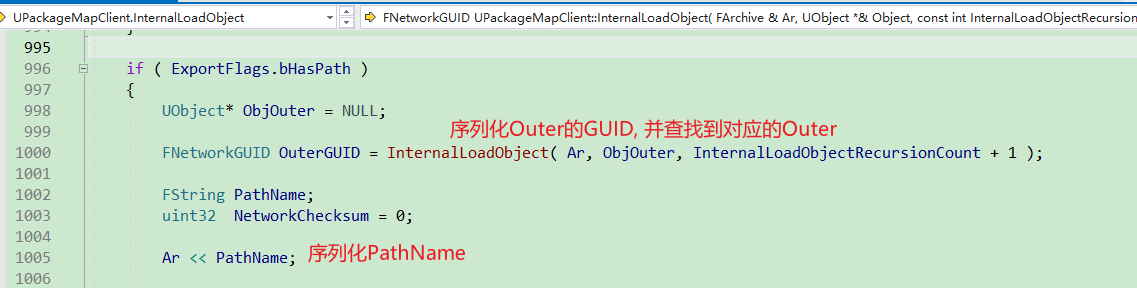 UPackageMapClient.InternalLoadObject
FNetworkGUID UPackageMapClient::InternalLoadObject( FArchive & Ar, UObject *& Object, const int InternalLoadObjectRecursion
995
996 if ( ExportFlags.bHasPath )
997 {
998 UObject* ObjOuter = NULL;
999 序列化Outer的GUID, 并查找到对应的Outer
1000 FNetworkGUID OuterGUID = InternalLoadObject( Ar, ObjOuter, InternalLoadObjectRecursionCount + 1 );
1001
1002 FString PathName;
1003 uint32 NetworkChecksum = 0;
1004
1005 Ar << PathName; 序列化PathName
1006